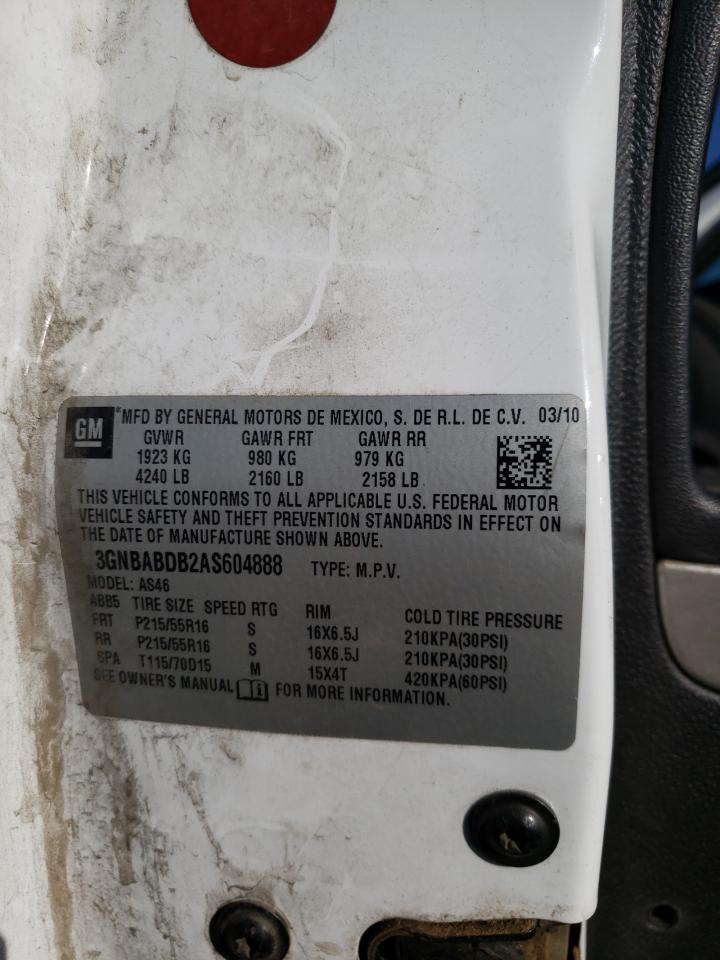 GM
MFD BY GENERAL MOTORS DE MEXICO, S. DE R.L. DE C.V. 03/10
GVWR GAWR FRT GAWR RR
1923 KG 980 KG 979 KG
4240 LB 2160 LB 2158 LB
THIS VEHICLE CONFORMS TO ALL APPLICABLE U.S. FEDERAL MOTOR
VEHICLE SAFETY AND THEFT PREVENTION STANDARDS IN EFFECT ON
THE DATE OF MANUFACTURE SHOWN ABOVE.
3GNBABDB2AS604888 TYPE: M.P.V.
MODEL: AS46
ABB5 TIRE SIZE SPEED RTG RIM COLD TIRE PRESSURE
FRT P215/55R16 S 16X6.5J 210KPA(30PSI)
RR P215/55R16 S 16X6.5J 210KPA(30PSI)
SPA T115/70D15 M 15X4T 420KPA(60PSI)
SEE OWNER'S MANUAL FOR MORE INFORMATION.